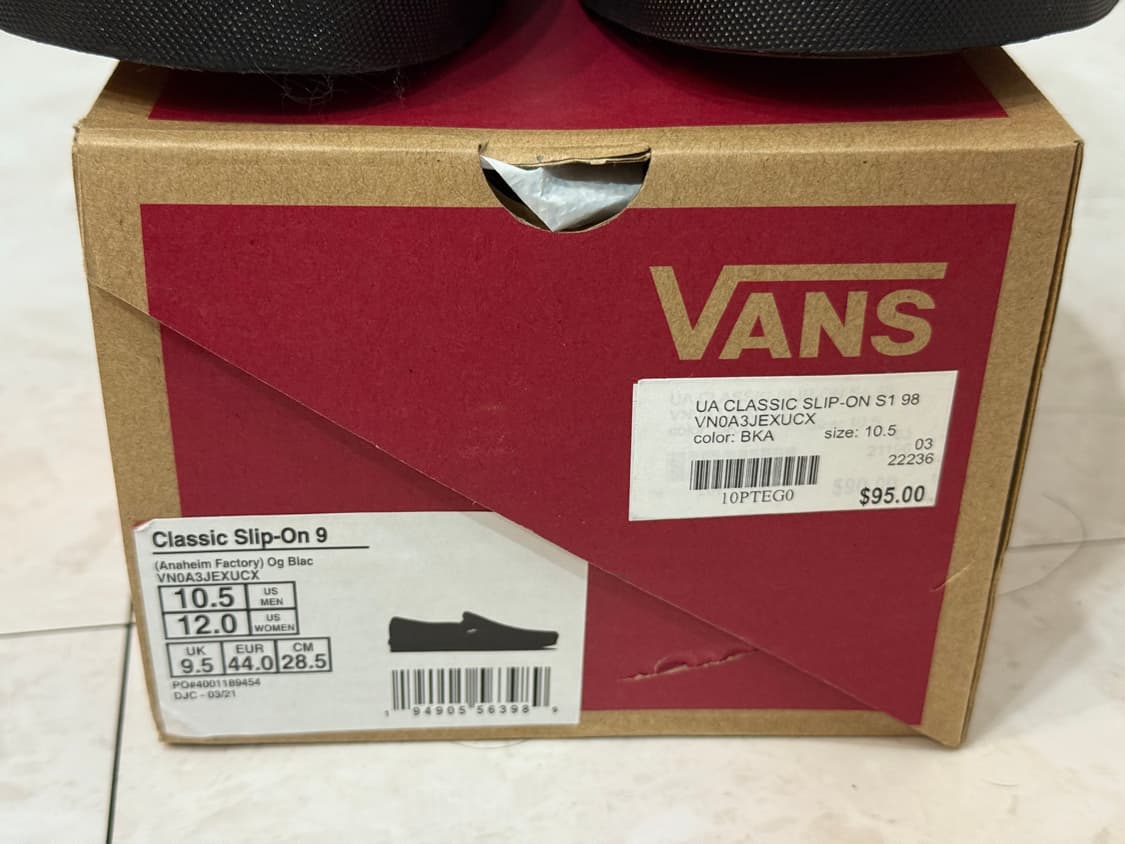 VANS
UA CLASSIC SLIP-ON S1 98
VN0A3JEXUCX
color: BKA size: 10.5
03
22236
10PTEG0
$95.00
$90.00
Classic Slip-On 9
(Anaheim Factory) Og Blac
VN0A3JEXUCX
10.5 US MEN
12.0 US WOMEN
UK EUR CM
9.5 44.0 28.5
PO#4001189454
DJC - 03/21
1 94905 56398 9